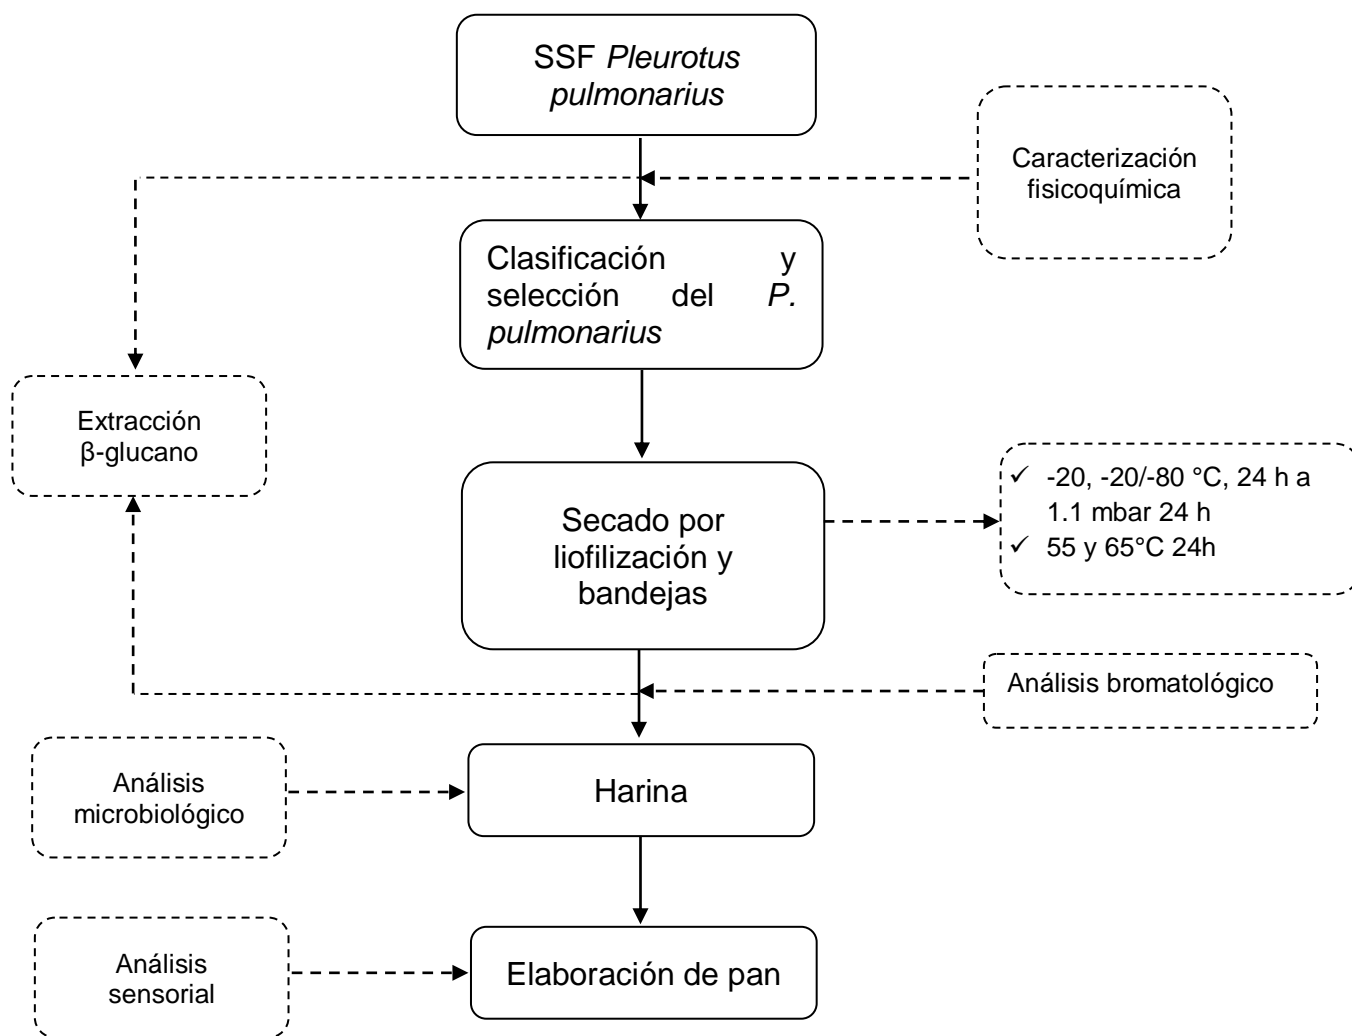 SSF Pleurotus
pulmonarius
Caracterización
fisicoquímica
Clasificación y
selección del P.
pulmonarius
Extracción
β-glucano
Secado por
liofilización y
bandejas
✓ -20, -20/-80 °C, 24 h a
1.1 mbar 24 h
✓ 55 y 65°C 24h
Análisis bromatológico
Análisis
microbiológico
Harina
Análisis
sensorial
Elaboración de pan